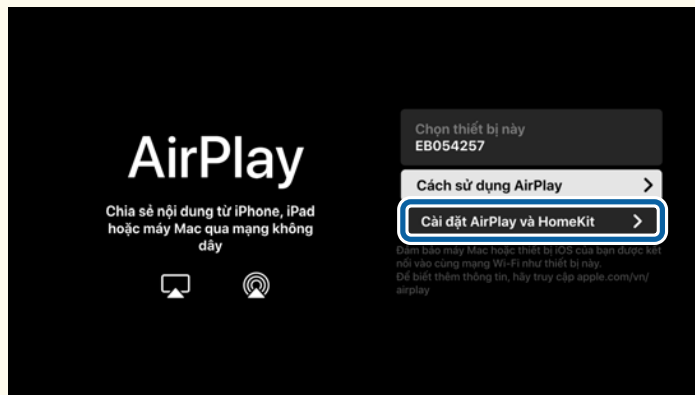 AirPlay
Chia sẻ nội dung từ iPhone, iPad
hoặc máy Mac qua mạng không
dây
Chọn thiết bị này
EB054257
Cách sử dụng AirPlay
Cài đặt AirPlay và HomeKit
Đảm bảo máy Mac hoặc thiết bị iOS của bạn được kết
nối vào cùng mạng Wi-Fi như thiết bị này.
Để biết thêm thông tin, hãy truy cập apple.com/vn/
airplay